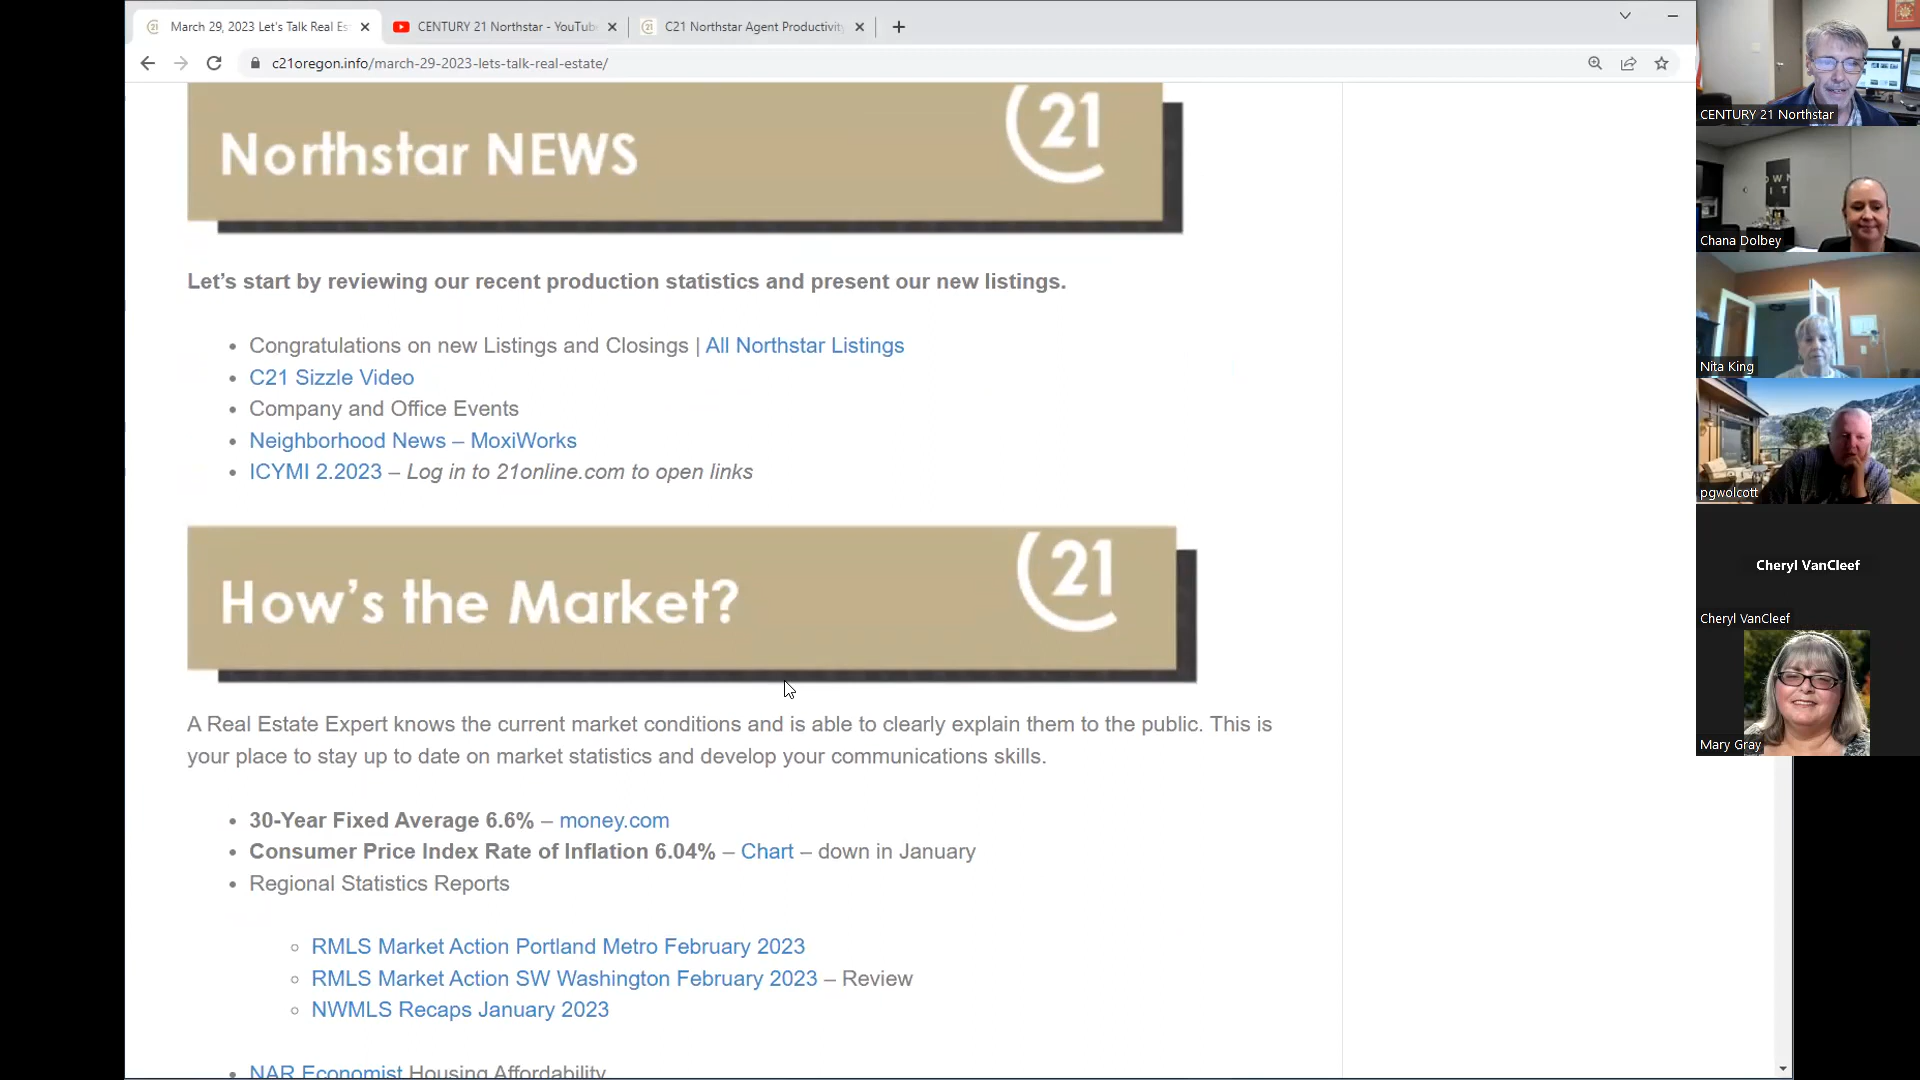 March 29, 2023 Let's Talk Real Es
CENTURY 21 Northstar - YouTube
C21 Northstar Agent Productivity
c21oregon.info/march-29-2023-lets-talk-real-estate/
Northstar NEWS
21
Let's start by reviewing our recent production statistics and present our new listings.
• Congratulations on new Listings and Closings | All Northstar Listings
• C21 Sizzle Video
• Company and Office Events
• Neighborhood News – MoxiWorks
• ICYMI 2.2023 – Log in to 21online.com to open links
How's the Market?
21
A Real Estate Expert knows the current market conditions and is able to clearly explain them to the public. This is
your place to stay up to date on market statistics and develop your communications skills.
• 30-Year Fixed Average 6.6% – money.com
• Consumer Price Index Rate of Inflation 6.04% – Chart – down in January
• Regional Statistics Reports
◦ RMLS Market Action Portland Metro February 2023
◦ RMLS Market Action SW Washington February 2023 – Review
◦ NWMLS Recaps January 2023
• NAR Economist Housing Affordability
CENTURY 21 Northstar
Chana Dolbey
Nita King
pgwolcott
Cheryl VanCleef
Cheryl VanCleef
Mary Gray